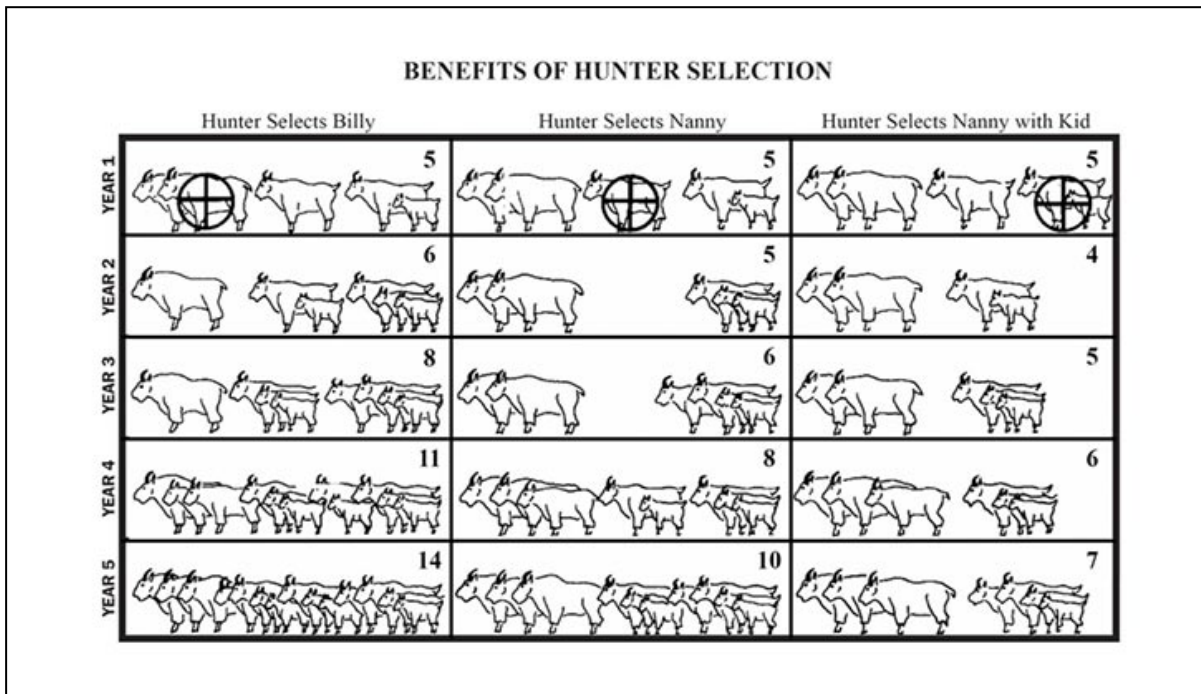 BENEFITS OF HUNTER SELECTION
Hunter Selects Billy Hunter Selects Nanny Hunter Selects Nanny with Kid
YEAR 1 5 5 5
YEAR 2 6 5 4
YEAR 3 8 6 5
YEAR 4 11 8 6
YEAR 5 14 10 7